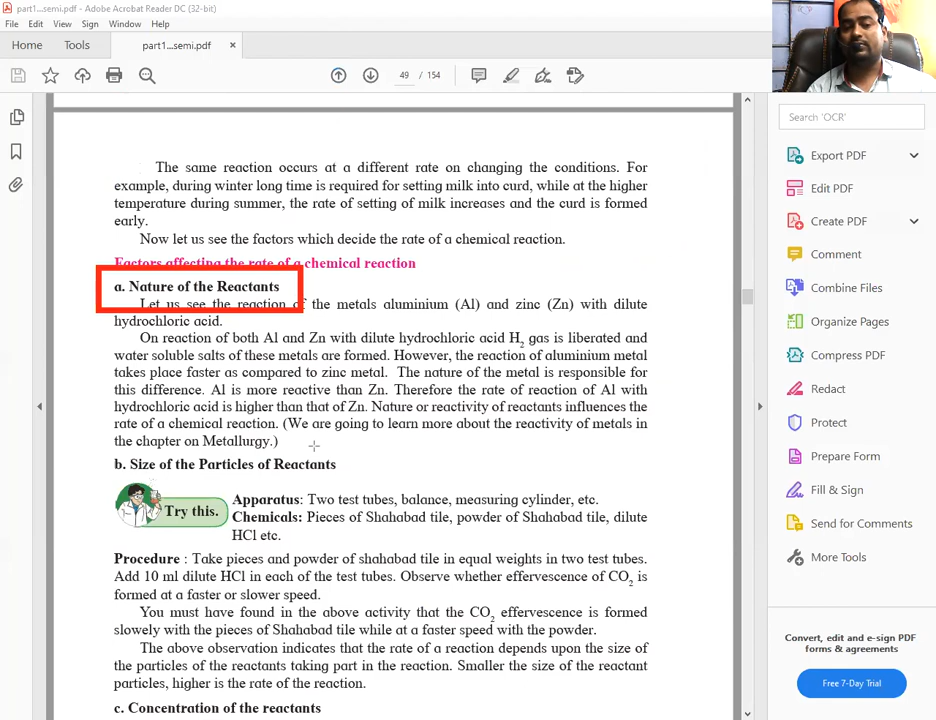 part1...semi.pdf - Adobe Acrobat Reader DC (32-bit)
File Edit View Sign Window Help
Home Tools part1...semi.pdf ×
49 / 154
The same reaction occurs at a different rate on changing the conditions. For
example, during winter long time is required for setting milk into curd, while at the higher
temperature during summer, the rate of setting of milk increases and the curd is formed
early.
Now let us see the factors which decide the rate of a chemical reaction.
Factors affecting the rate of a chemical reaction
a. Nature of the Reactants
Let us see the reaction of the metals aluminium (Al) and zinc (Zn) with dilute
hydrochloric acid.
On reaction of both Al and Zn with dilute hydrochloric acid H₂ gas is liberated and
water soluble salts of these metals are formed. However, the reaction of aluminium metal
takes place faster as compared to zinc metal. The nature of the metal is responsible for
this difference. Al is more reactive than Zn. Therefore the rate of reaction of Al with
hydrochloric acid is higher than that of Zn. Nature or reactivity of reactants influences the
rate of a chemical reaction. (We are going to learn more about the reactivity of metals in
the chapter on Metallurgy.)
b. Size of the Particles of Reactants
Try this.
Apparatus: Two test tubes, balance, measuring cylinder, etc.
Chemicals: Pieces of Shahabad tile, powder of Shahabad tile, dilute
HCl etc.
Procedure : Take pieces and powder of shahabad tile in equal weights in two test tubes.
Add 10 ml dilute HCl in each of the test tubes. Observe whether effervescence of CO₂ is
formed at a faster or slower speed.
You must have found in the above activity that the CO₂ effervescence is formed
slowely with the pieces of Shahabad tile while at a faster speed with the powder.
The above observation indicates that the rate of a reaction depends upon the size of
the particles of the reactants taking part in the reaction. Smaller the size of the reactant
particles, higher is the rate of the reaction.
c. Concentration of the reactants
Search 'OCR'
Export PDF
Edit PDF
Create PDF
Comment
Combine Files
Organize Pages
Compress PDF
Redact
Protect
Prepare Form
Fill & Sign
Send for Comments
More Tools
Convert, edit and e-sign PDF
forms & agreements
Free 7-Day Trial